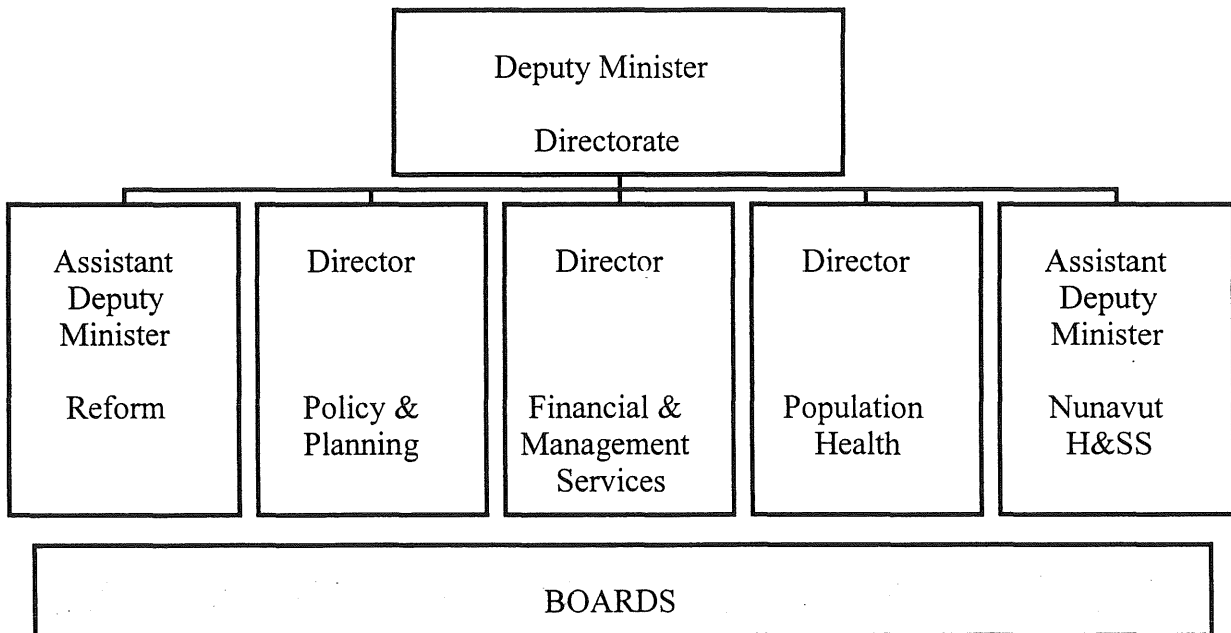 Deputy Minister
Directorate
Assistant
Deputy
Minister
Reform
Director
Policy &
Planning
Director
Financial &
Management
Services
Director
Population
Health
Assistant
Deputy
Minister
Nunavut
H&SS
BOARDS